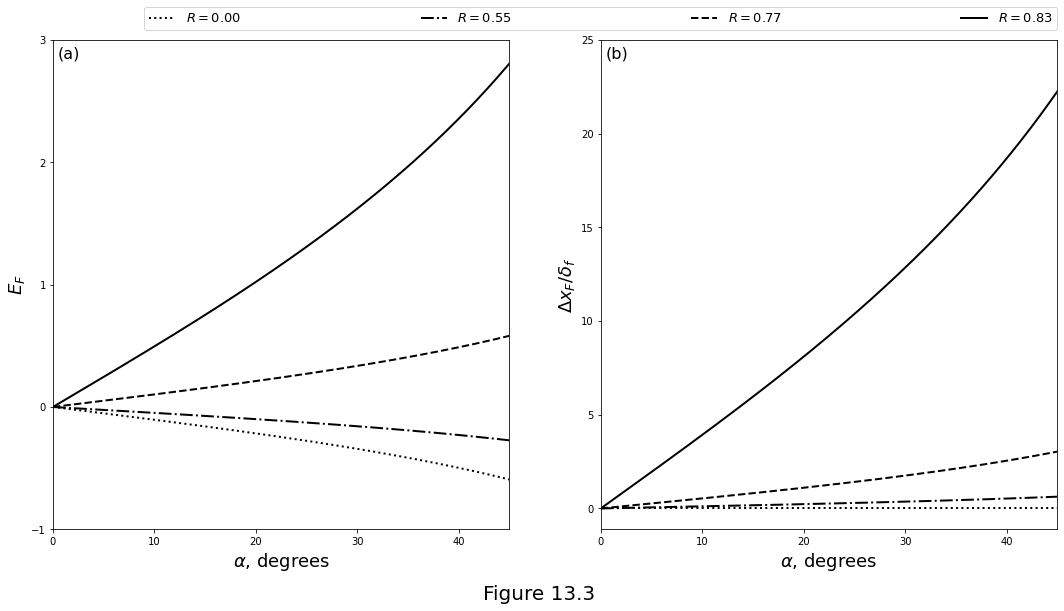 R = 0.00 R = 0.55 R = 0.77 R = 0.83
(a)
3
2
1
0
−1
E_F
0 10 20 30 40
α, degrees
(b)
25
20
15
10
5
0
Δx_F/δ_f
0 10 20 30 40
α, degrees
Figure 13.3